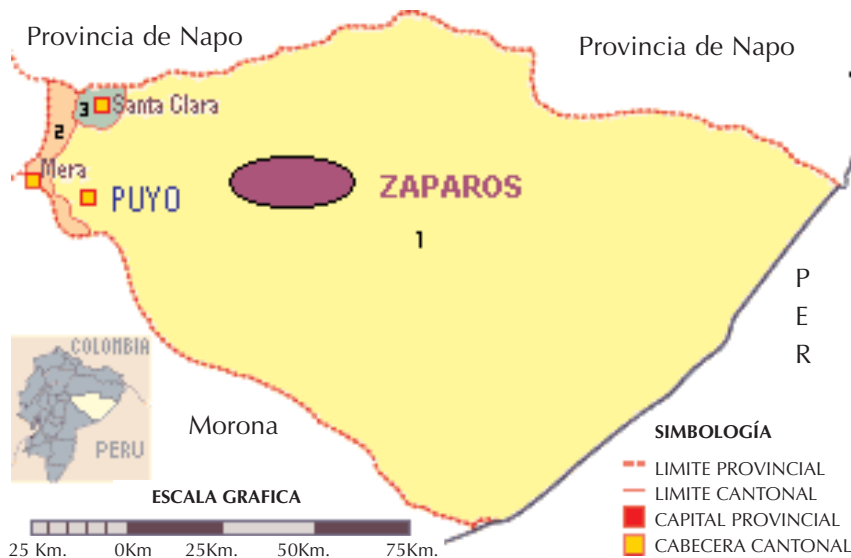 Provincia de Napo
Provincia de Napo
3
Santa Clara
2
Mera
PUYO
ZAPAROS
1
P
E
R
COLOMBIA
PERU
Morona
SIMBOLOGÍA
LIMITE PROVINCIAL
LIMITE CANTONAL
CAPITAL PROVINCIAL
CABECERA CANTONAL
ESCALA GRAFICA
25 Km. 0Km 25Km. 50Km. 75Km.